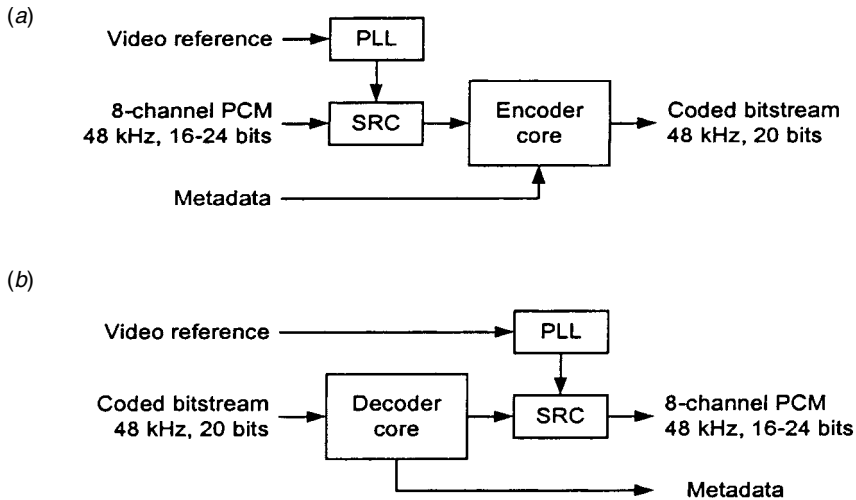 (a)
Video reference
PLL
8-channel PCM
48 kHz, 16-24 bits
SRC
Encoder
core
Coded bitstream
48 kHz, 20 bits
Metadata
(b)
Video reference
PLL
Coded bitstream
48 kHz, 20 bits
Decoder
core
SRC
8-channel PCM
48 kHz, 16-24 bits
Metadata